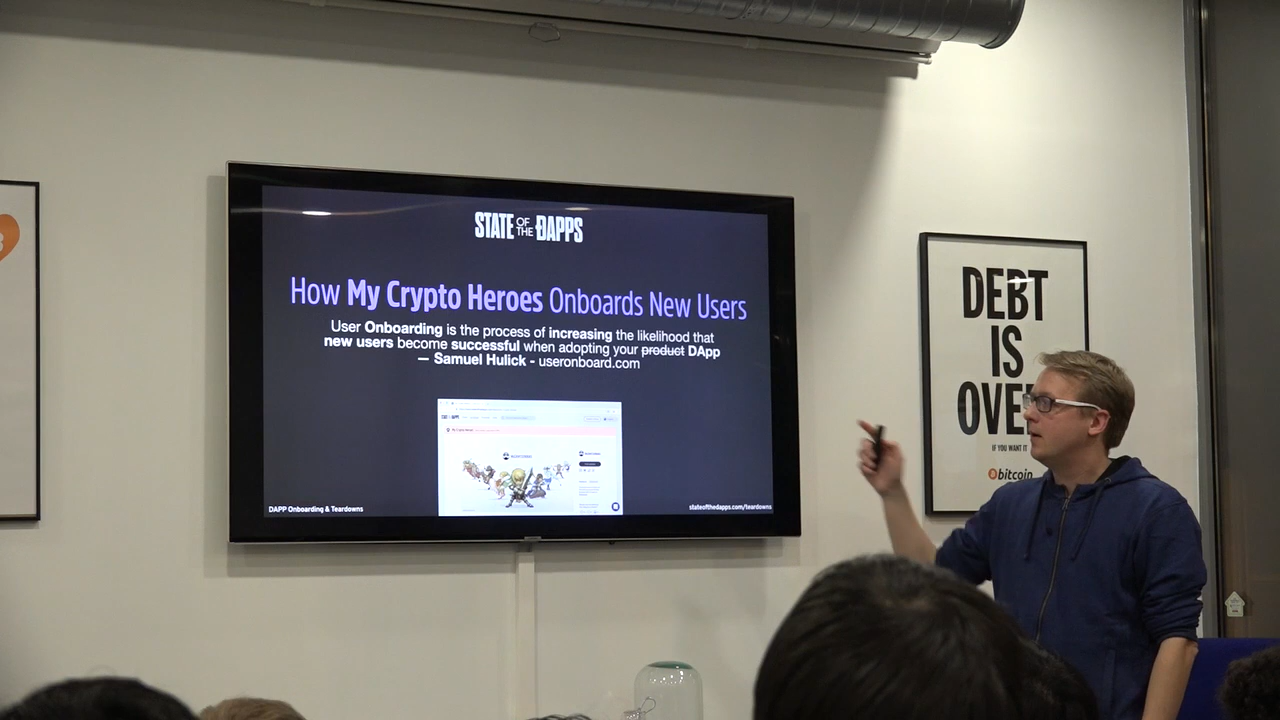 STATE OF THE ĐAPPS
How My Crypto Heroes Onboards New Users
User Onboarding is the process of increasing the likelihood that
new users become successful when adopting your product DApp
— Samuel Hulick - useronboard.com
DAPP Onboarding & Teardowns
stateofthedapps.com/teardowns
DEBT
IS
OVE
IF YOU WANT IT
bitcoin